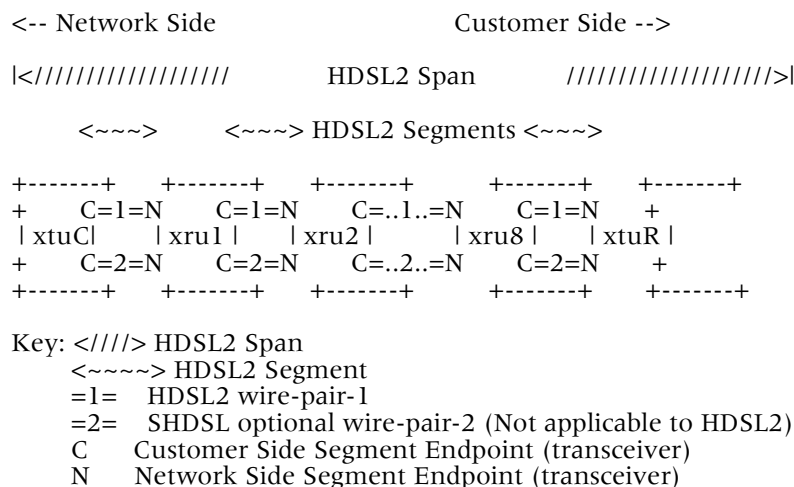 <-- Network Side                              Customer Side -->

|</////////////////////     HDSL2 Span     ////////////////////>|

       <~~~>       <~~~> HDSL2 Segments <~~~>

+-------+   +-------+   +-------+      +-------+   +-------+
+     C=1=N     C=1=N     C=..1..=N     C=1=N     +
| xtuC|     | xru1 |     | xru2 |        | xru8 |     | xtuR |
+     C=2=N     C=2=N     C=..2..=N     C=2=N     +
+-------+   +-------+   +-------+      +-------+   +-------+

Key: <////> HDSL2 Span
     <~~~~> HDSL2 Segment
     =1=   HDSL2 wire-pair-1
     =2=   SHDSL optional wire-pair-2 (Not applicable to HDSL2)
     C     Customer Side Segment Endpoint (transceiver)
     N     Network Side Segment Endpoint (transceiver)